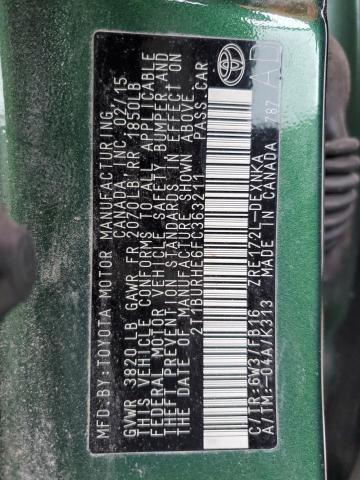 MFD.BY:TOYOTA MOTOR MANUFACTURING
CANADA INC. 02/15
GVWR 3820LB GAWR FR 2070LB RR 1850LB
THIS VEHICLE CONFORMS TO ALL APPLICABLE
FEDERAL MOTOR VEHICLE SAFETY, BUMPER, AND
THEFT PREVENTION STANDARDS IN EFFECT ON
THE DATE OF MANUFACTURE SHOWN ABOVE.
2T1BURHE6FC363211 PASS.CAR
C/TR:6W3/FB16 ZRE172L-DEXNKA
A/TM:-04A/K313 MADE IN CANADA
787